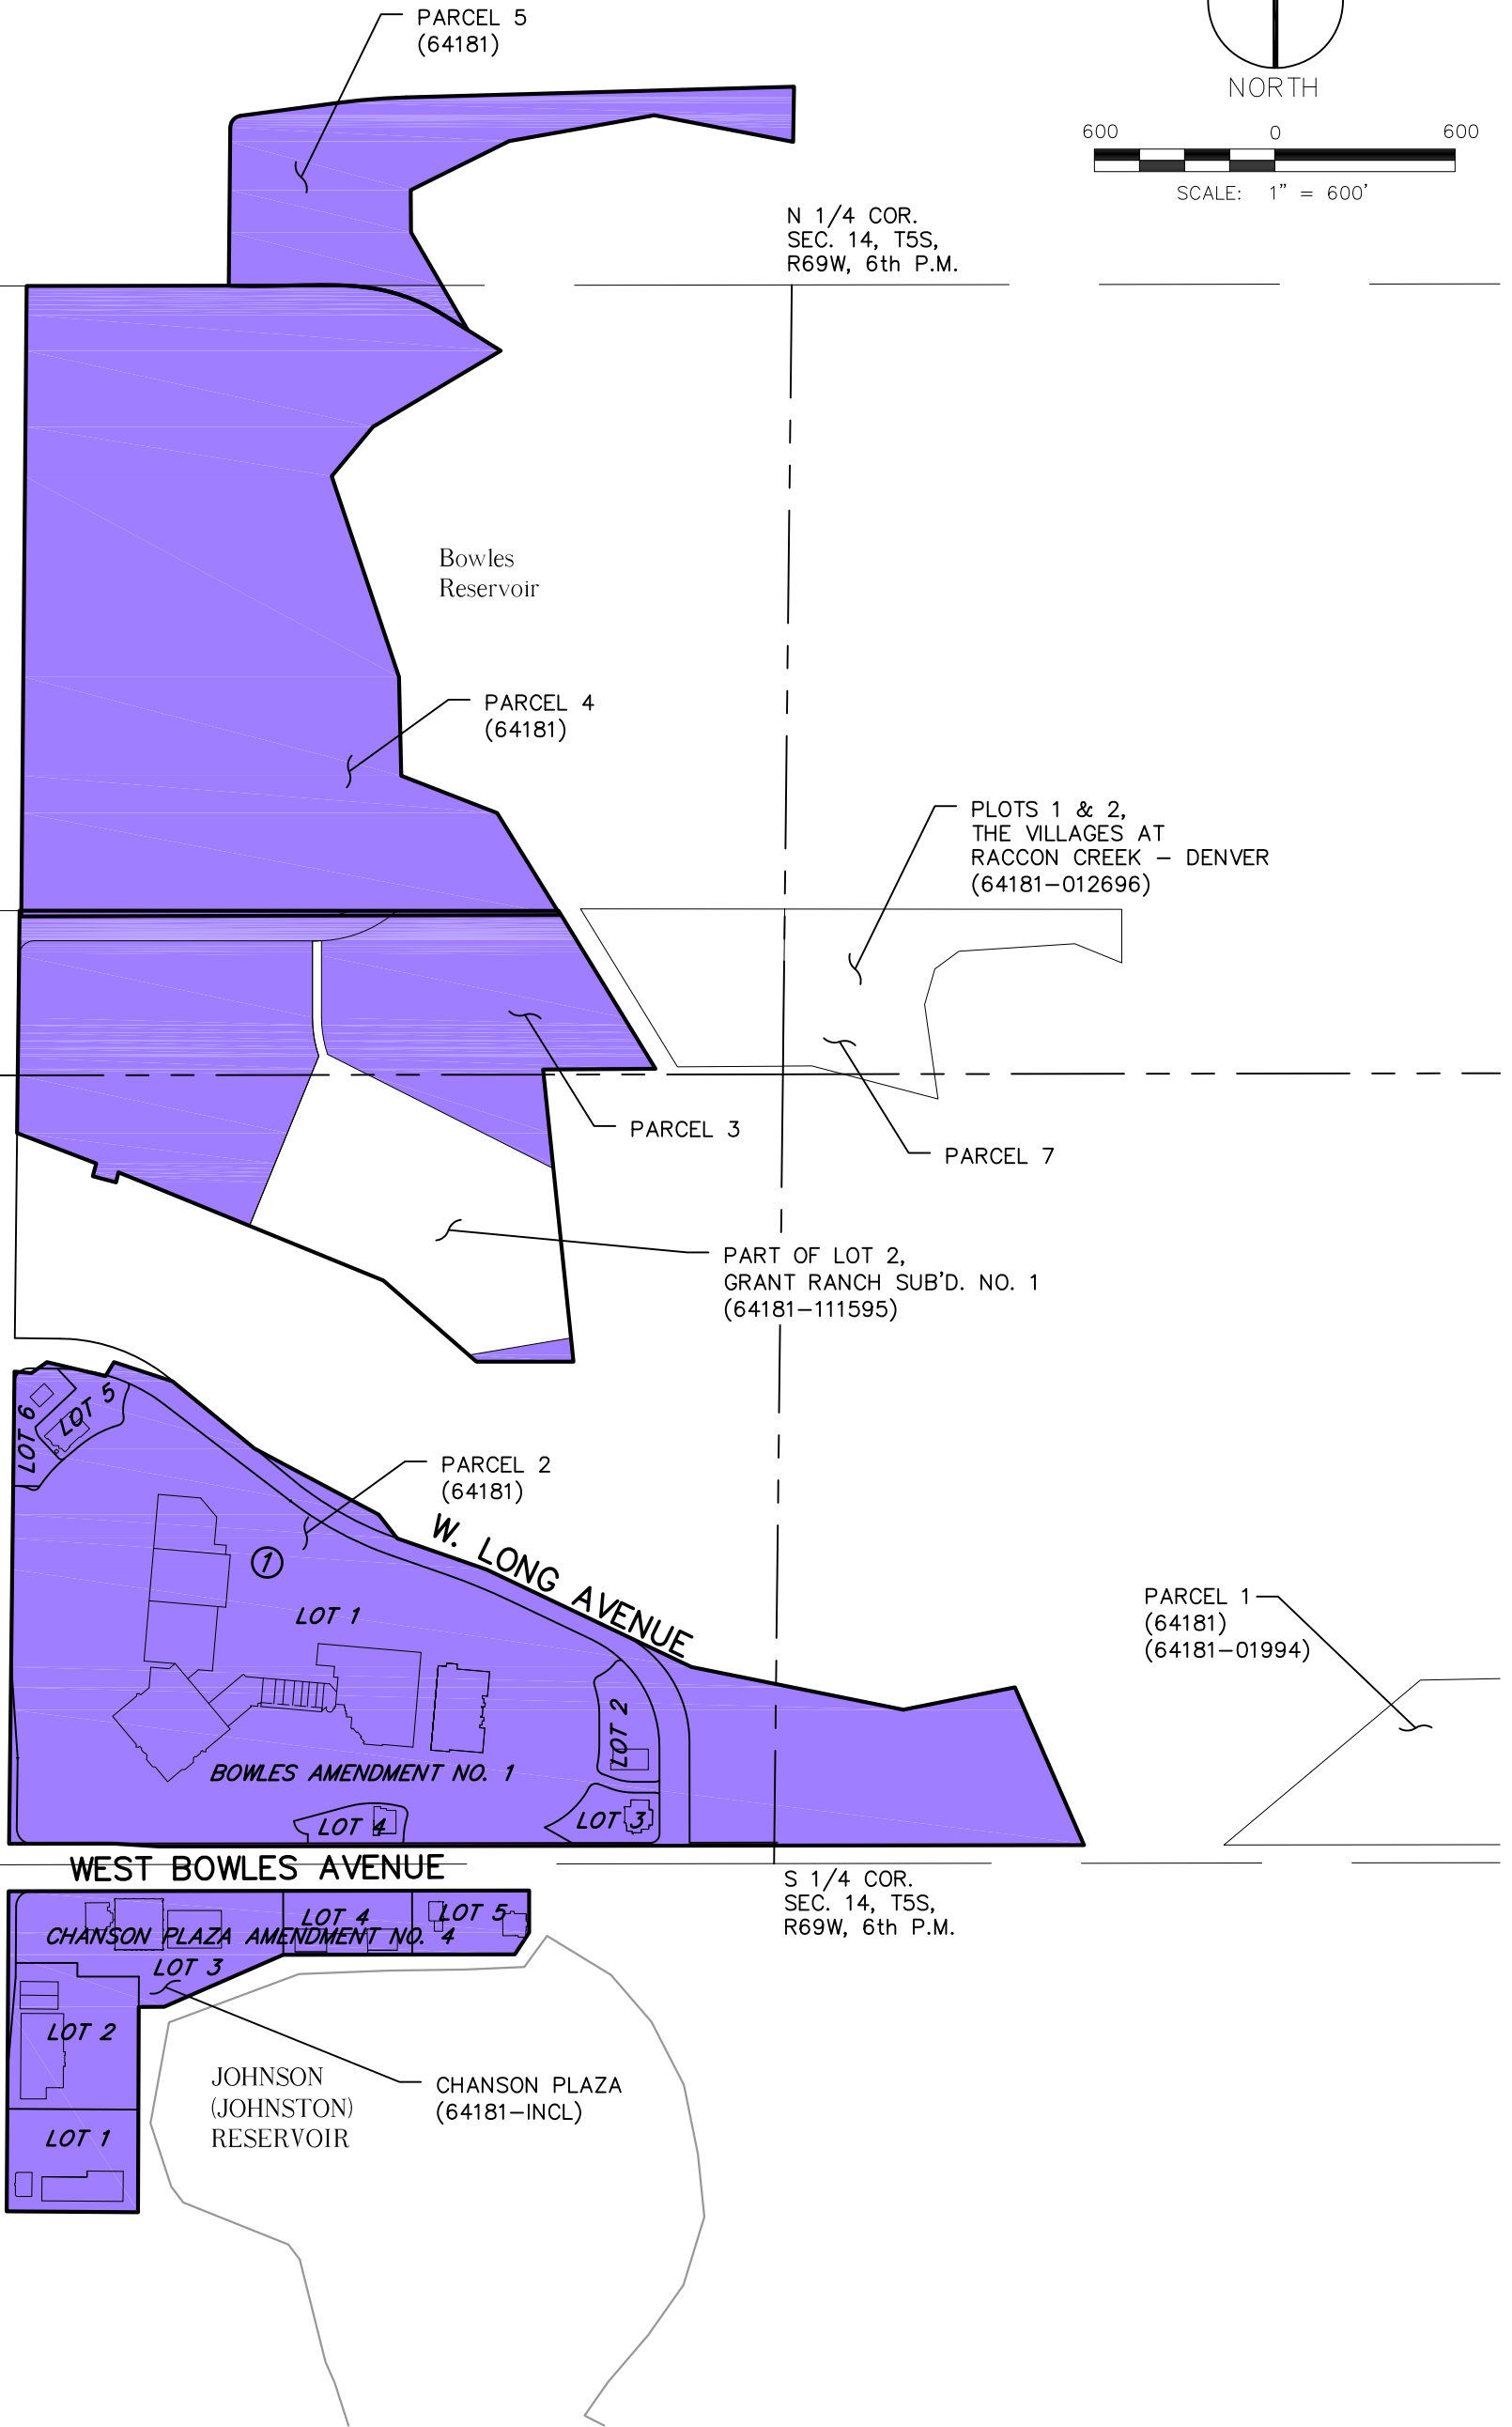 PARCEL 5
(64181)
NORTH
600 0 600
SCALE: 1" = 600'
N 1/4 COR.
SEC. 14, T5S,
R69W, 6th P.M.
Bowles
Reservoir
PARCEL 4
(64181)
PLOTS 1 & 2,
THE VILLAGES AT
RACCON CREEK – DENVER
(64181–012696)
PARCEL 3
PARCEL 7
PART OF LOT 2,
GRANT RANCH SUB'D. NO. 1
(64181–111595)
LOT 6
LOT 5
PARCEL 2
(64181)
W. LONG AVENUE
1
LOT 1
PARCEL 1
(64181)
(64181–01994)
LOT 2
BOWLES AMENDMENT NO. 1
LOT 4
LOT 3
WEST BOWLES AVENUE
S 1/4 COR.
SEC. 14, T5S,
R69W, 6th P.M.
LOT 4
LOT 5
CHANSON PLAZA AMENDMENT NO. 4
LOT 3
LOT 2
JOHNSON
(JOHNSTON)
RESERVOIR
CHANSON PLAZA
(64181–INCL)
LOT 1